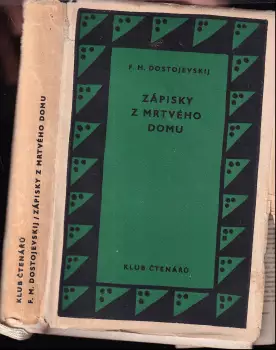 KLUB ČTENÁŘŮ
F. M. DOSTOJEVSKIJ / ZÁPISKY Z MRTVÉHO DOMU
F. M. DOSTOJEVSKIJ
ZÁPISKY
Z MRTVÉHO
DOMU
KLUB ČTENÁŘŮ